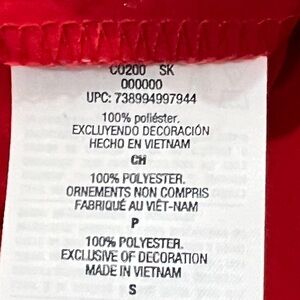 C0200 SK
000000
UPC: 738994997944
100% poliéster.
EXCLUYENDO DECORACIÓN
HECHO EN VIETNAM
CH
100% POLYESTER.
ORNEMENTS NON COMPRIS
FABRIQUÉ AU VIÊT-NAM
P
100% POLYESTER.
EXCLUSIVE OF DECORATION
MADE IN VIETNAM
S